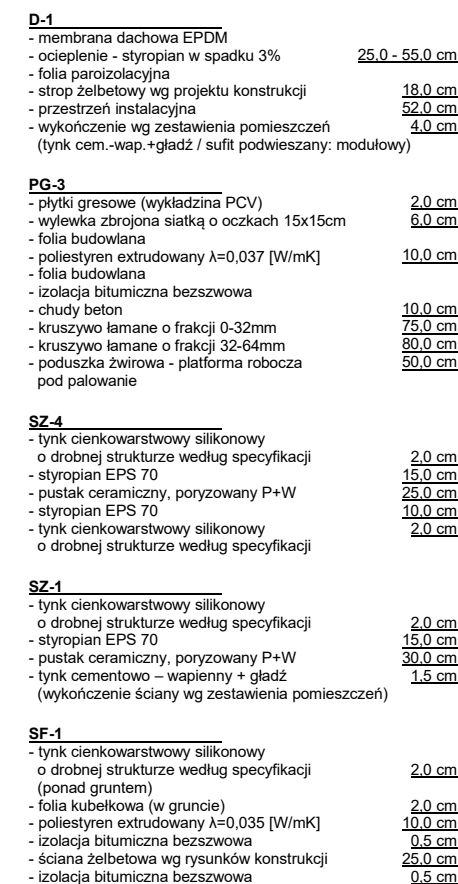 D-1
- membrana dachowa EPDM
- ocieplenie - styropian w spadku 3% 25,0 - 55,0 cm
- folia paroizolacyjna
- strop żelbetowy wg projektu konstrukcji 18,0 cm
- przestrzeń instalacyjna 52,0 cm
- wykończenie wg zestawienia pomieszczeń 4,0 cm
(tynk cem.-wap.+gładź / sufit podwieszany: modułowy)
PG-3
- płytki gresowe (wykładzina PCV) 2,0 cm
- wylewka zbrojona siatką o oczkach 15x15cm 6,0 cm
- folia budowlana
- poliestyren extrudowany λ=0,037 [W/mK] 10,0 cm
- folia budowlana
- izolacja bitumiczna bezszwowa
- chudy beton 10,0 cm
- kruszywo łamane o frakcji 0-32mm 75,0 cm
- kruszywo łamane o frakcji 32-64mm 80,0 cm
- poduszka żwirowa - platforma robocza 50,0 cm
pod palowanie
SZ-4
- tynk cienkowarstwowy silikonowy
o drobnej strukturze według specyfikacji 2,0 cm
- styropian EPS 70 15,0 cm
- pustak ceramiczny, poryzowany P+W 25,0 cm
- styropian EPS 70 10,0 cm
- tynk cienkowarstwowy silikonowy 2,0 cm
o drobnej strukturze według specyfikacji
SZ-1
- tynk cienkowarstwowy silikonowy
o drobnej strukturze według specyfikacji 2,0 cm
- styropian EPS 70 15,0 cm
- pustak ceramiczny, poryzowany P+W 30,0 cm
- tynk cementowo – wapienny + gładź 1,5 cm
(wykończenie ściany wg zestawienia pomieszczeń)
SF-1
- tynk cienkowarstwowy silikonowy
o drobnej strukturze według specyfikacji 2,0 cm
(ponad gruntem)
- folia kubełkowa (w gruncie) 2,0 cm
- poliestyren extrudowany λ=0,035 [W/mK] 10,0 cm
- izolacja bitumiczna bezszwowa 0,5 cm
- ściana żelbetowa wg rysunków konstrukcji 25,0 cm
- izolacja bitumiczna bezszwowa 0,5 cm